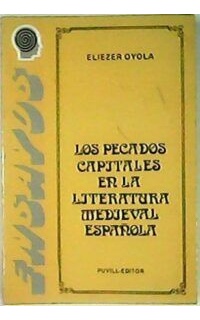 ELIEZER OYOLA
LOS PECADOS
CAPITALES
EN LA
LITERATURA
MEDIEVAL
ESPAÑOLA
PUVILL-EDITOR
ENSAYOS